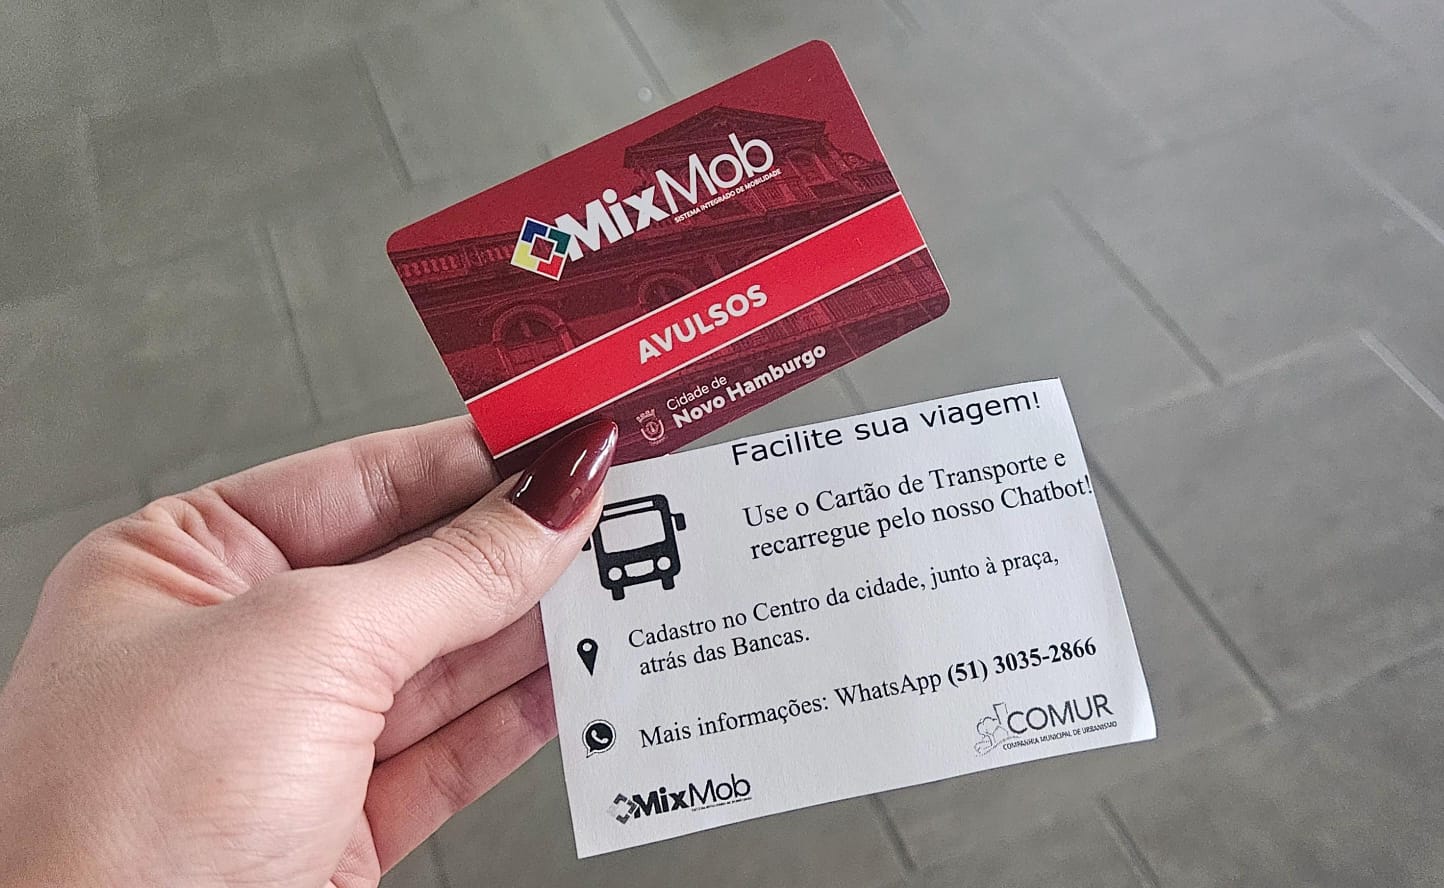 MixMob
SISTEMA INTEGRADO DE MOBILIDADE
AVULSOS
Cidade de
Novo Hamburgo
Facilite sua viagem!
Use o Cartão de Transporte e
recarregue pelo nosso Chatbot!
Cadastro no Centro da cidade, junto à praça,
atrás das Bancas.
Mais informações: WhatsApp (51) 3035-2866
COMUR
COMPANHIA MUNICIPAL DE URBANISMO
MixMob